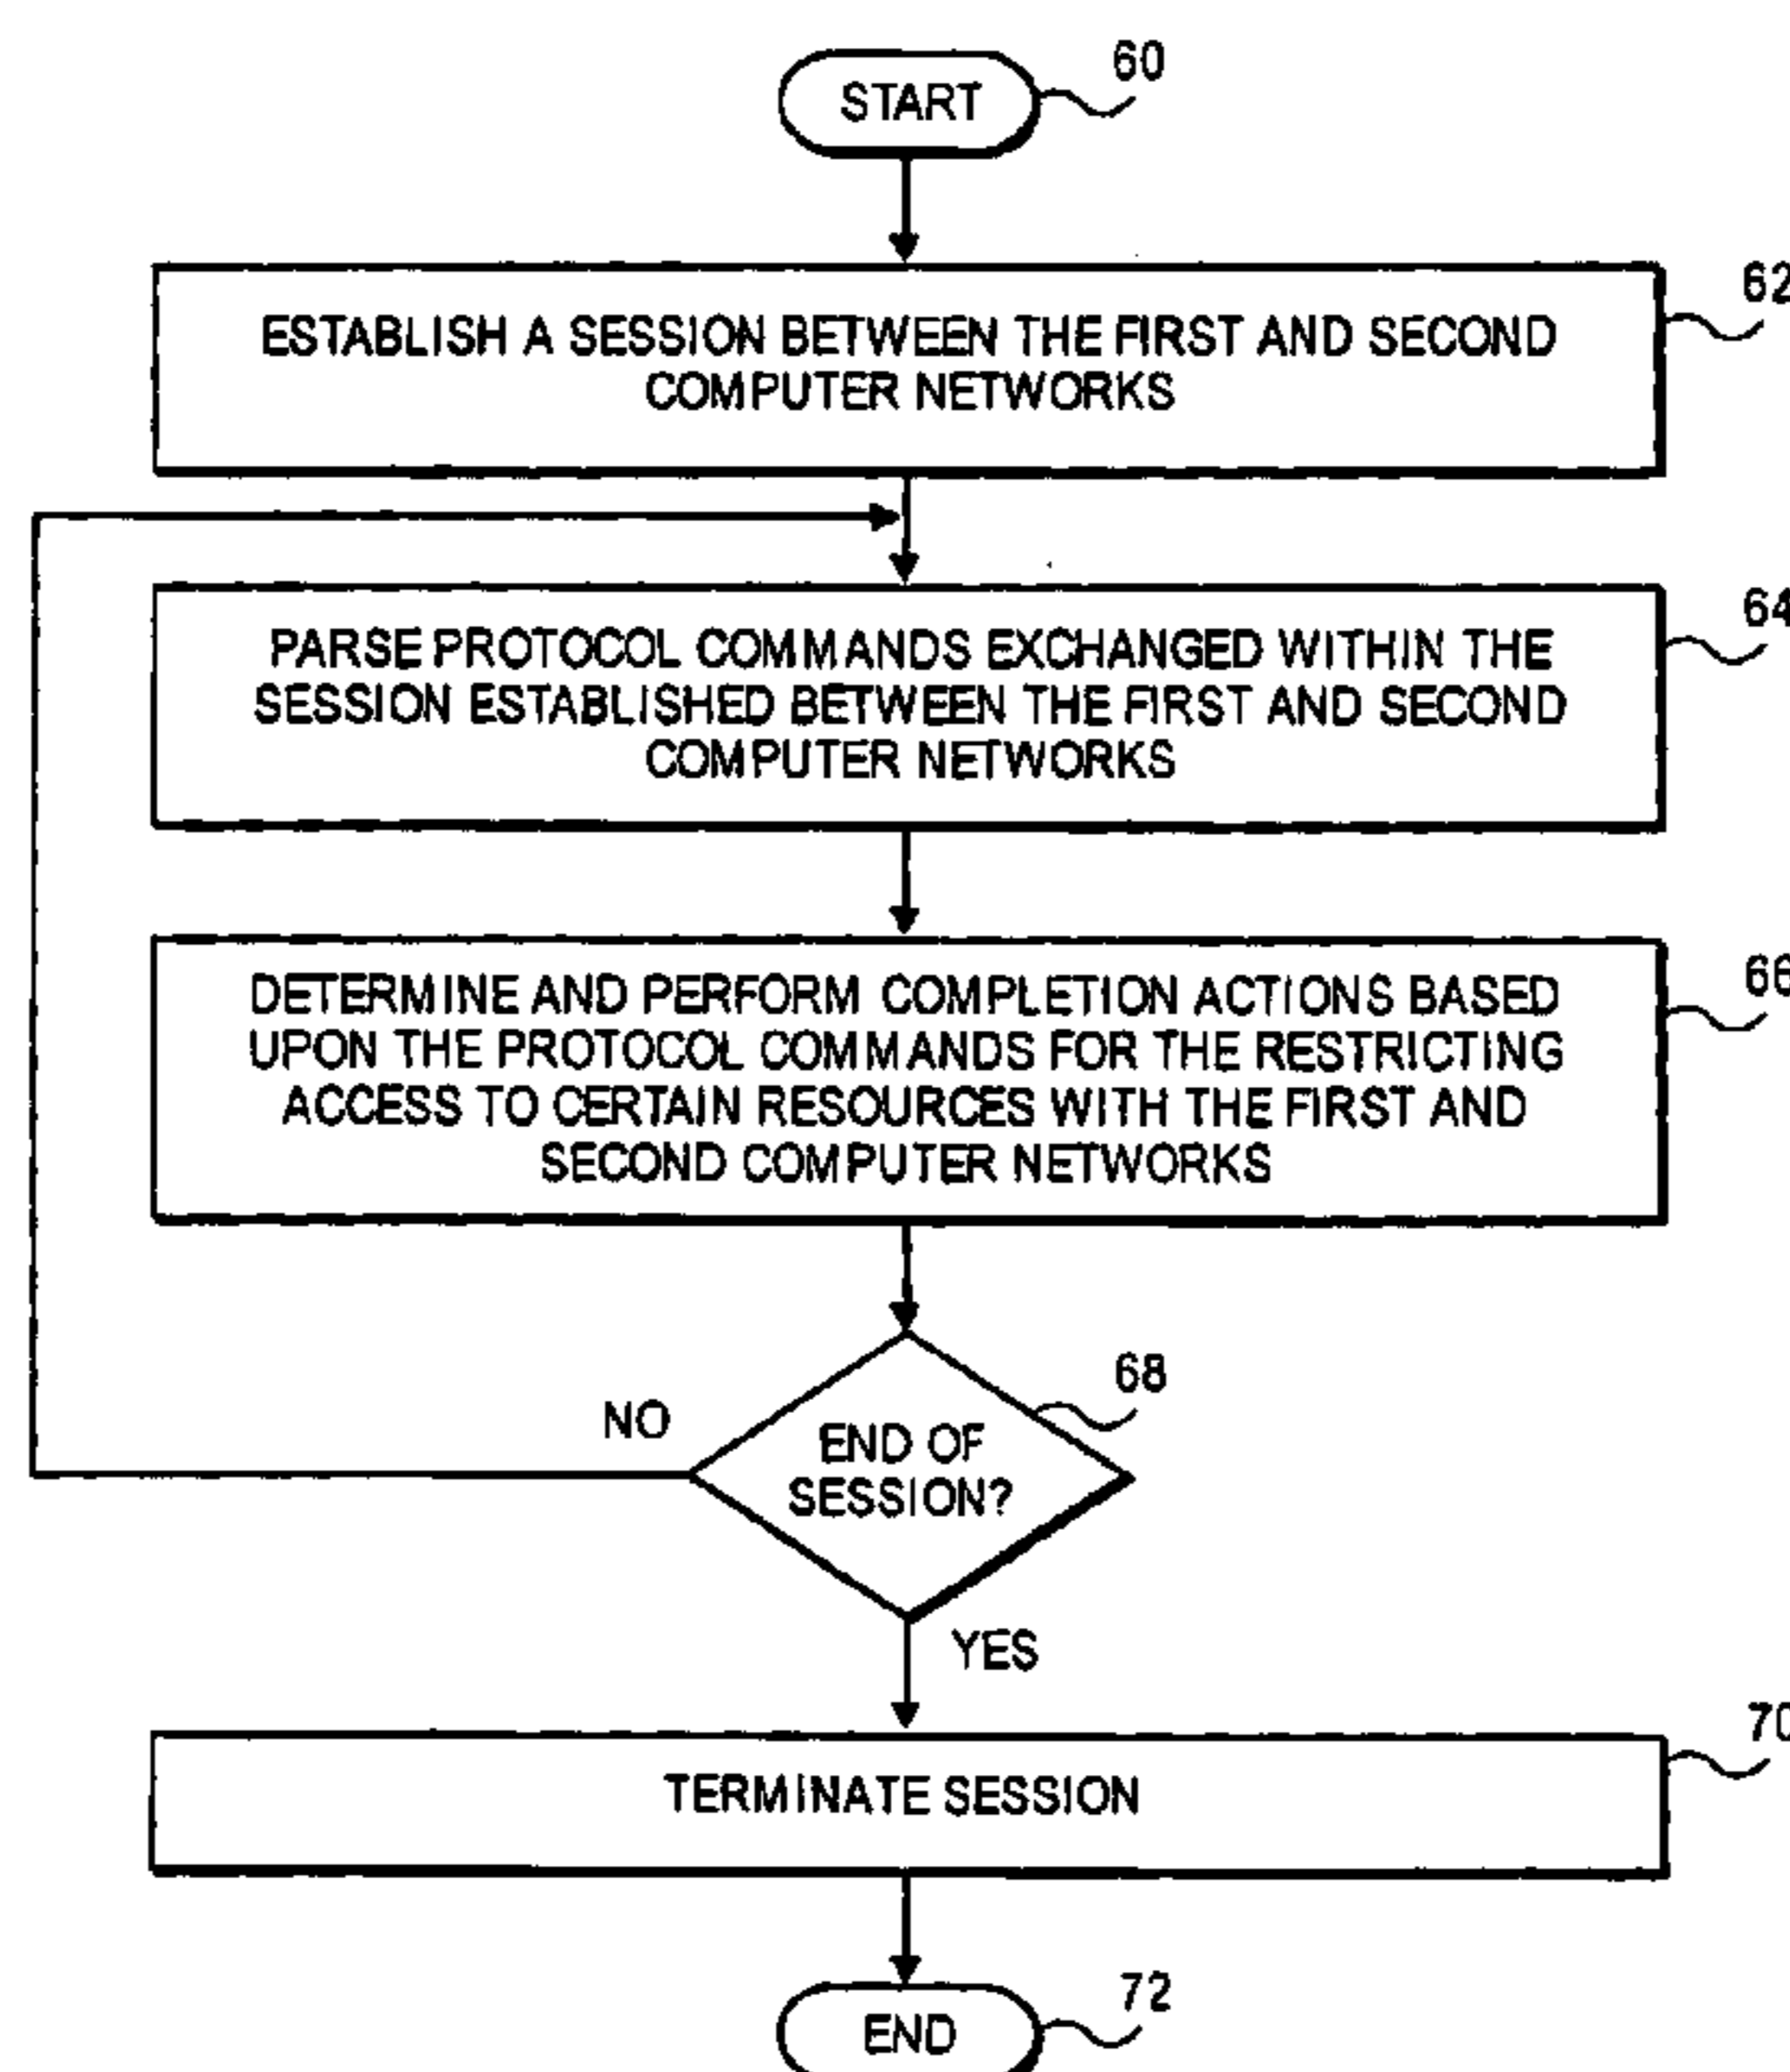 START
60
ESTABLISH A SESSION BETWEEN THE FIRST AND SECOND
COMPUTER NETWORKS
62
PARSE PROTOCOL COMMANDS EXCHANGED WITHIN THE
SESSION ESTABLISHED BETWEEN THE FIRST AND SECOND
COMPUTER NETWORKS
64
DETERMINE AND PERFORM COMPLETION ACTIONS BASED
UPON THE PROTOCOL COMMANDS FOR THE RESTRICTING
ACCESS TO CERTAIN RESOURCES WITH THE FIRST AND
SECOND COMPUTER NETWORKS
66
68
NO
END OF
SESSION?
YES
TERMINATE SESSION
70
END
72